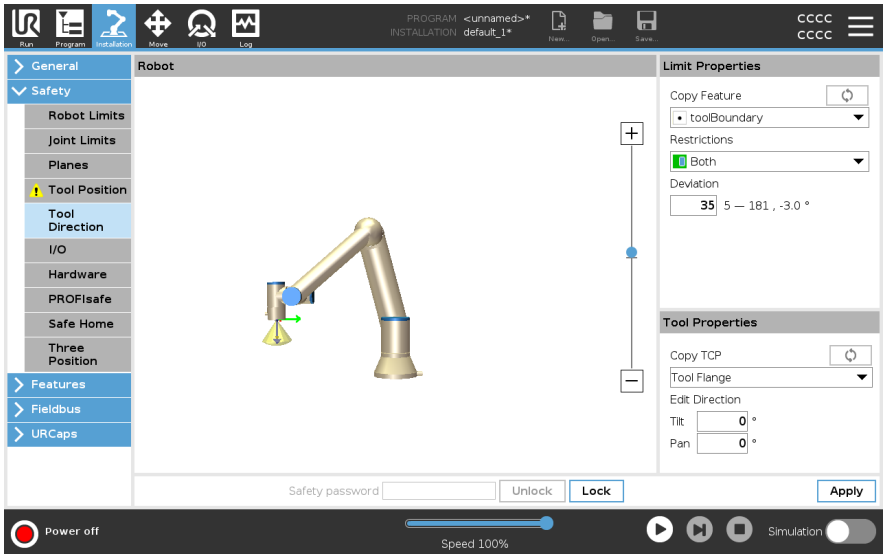 UR
PROGRAM <unnamed>*
INSTALLATION default_1*
CCCC
CCCC
Run
Program
Installation
Move
I/O
Log
New...
Open...
Save...
General
Safety
Robot Limits
Joint Limits
Planes
Tool Position
Tool
Direction
I/O
Hardware
PROFIsafe
Safe Home
Three
Position
Features
Fieldbus
URCaps
Robot
+
−
Limit Properties
Copy Feature
toolBoundary
Restrictions
Both
Deviation
35 5 — 181 , -3.0 °
Tool Properties
Copy TCP
Tool Flange
Edit Direction
Tilt 0 °
Pan 0 °
Safety password Unlock Lock Apply
Power off
Speed 100%
Simulation